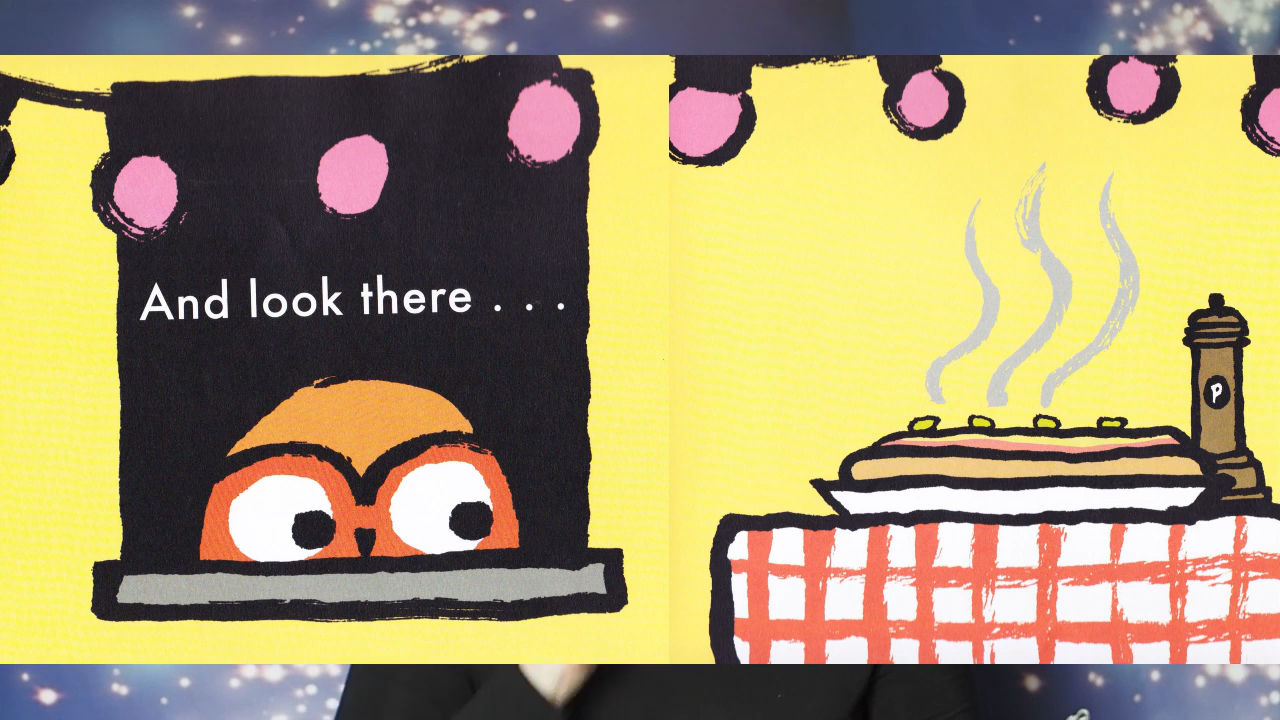 And look there . . .
P